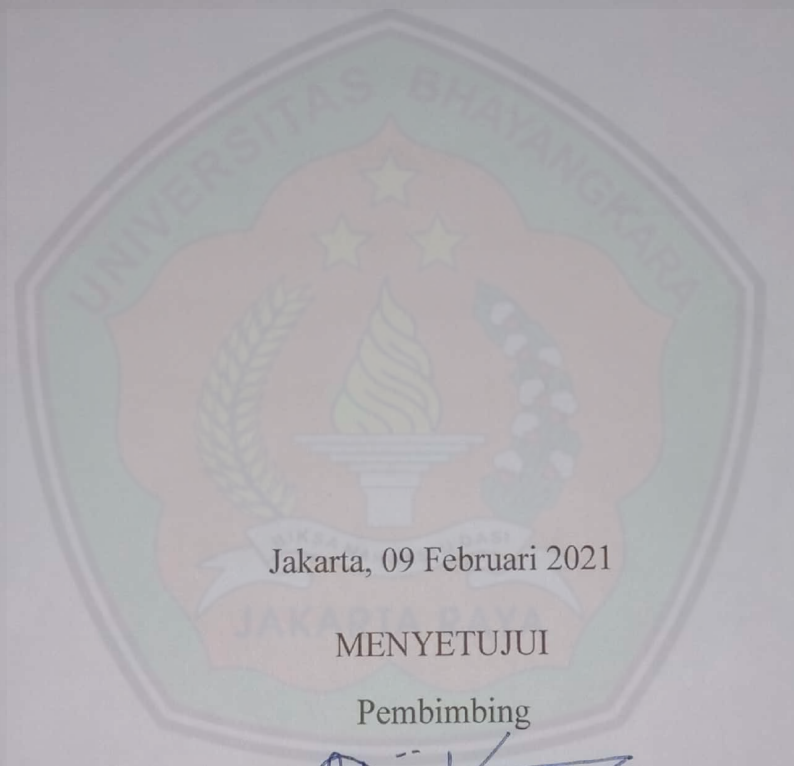 UNIVERSITAS BHAYANGKARA
Jakarta, 09 Februari 2021
JAKARTA RAYA
MENYETUJUI
Pembimbing